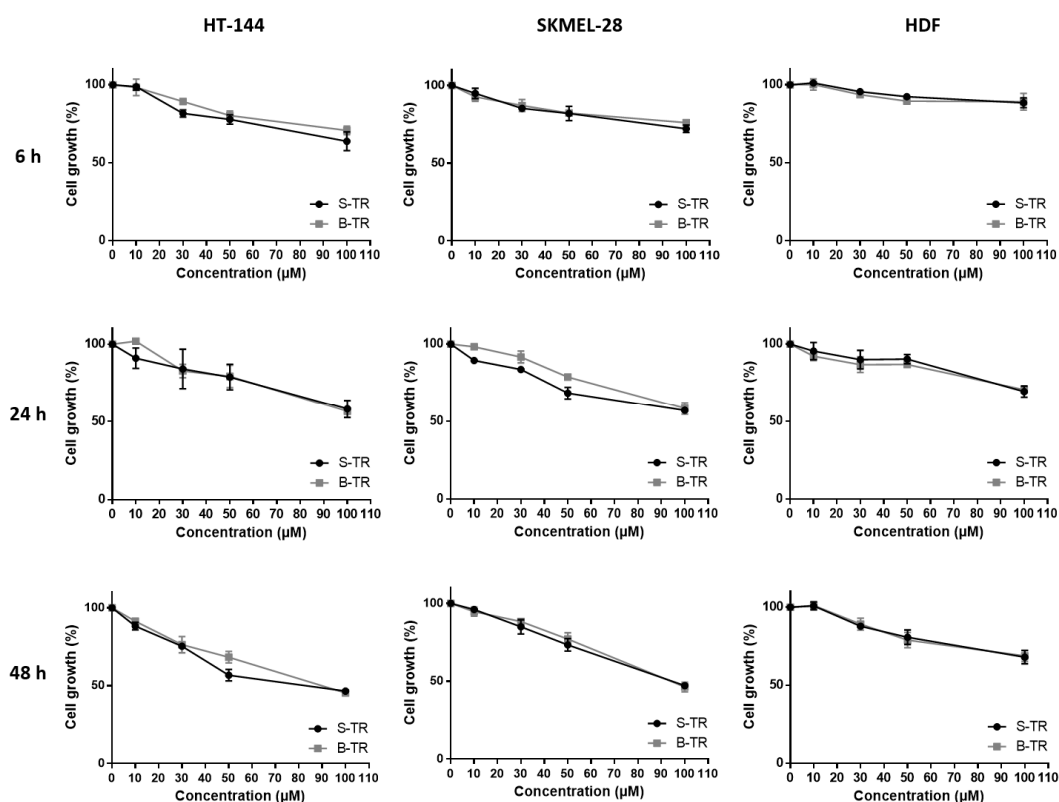 HT-144
SKMEL-28
HDF
6 h
Cell growth (%)
100
50
0
S-TR
B-TR
0 10 20 30 40 50 60 70 80 90 100 110
Concentration (µM)
Cell growth (%)
100
50
0
S-TR
B-TR
0 10 20 30 40 50 60 70 80 90 100 110
Concentration (µM)
Cell growth (%)
100
50
0
S-TR
B-TR
0 10 20 30 40 50 60 70 80 90 100 110
Concentration (µM)
24 h
Cell growth (%)
100
50
0
S-TR
B-TR
0 10 20 30 40 50 60 70 80 90 100 110
Concentration (µM)
Cell growth (%)
100
50
0
S-TR
B-TR
0 10 20 30 40 50 60 70 80 90 100 110
Concentration (µM)
Cell growth (%)
100
50
0
S-TR
B-TR
0 10 20 30 40 50 60 70 80 90 100 110
Concentration (µM)
48 h
Cell growth (%)
100
50
0
S-TR
B-TR
0 10 20 30 40 50 60 70 80 90 100 110
Concentration (µM)
Cell growth (%)
100
50
0
S-TR
B-TR
0 10 20 30 40 50 60 70 80 90 100 110
Concentration (µM)
Cell growth (%)
100
50
0
S-TR
B-TR
0 10 20 30 40 50 60 70 80 90 100 110
Concentration (µM)